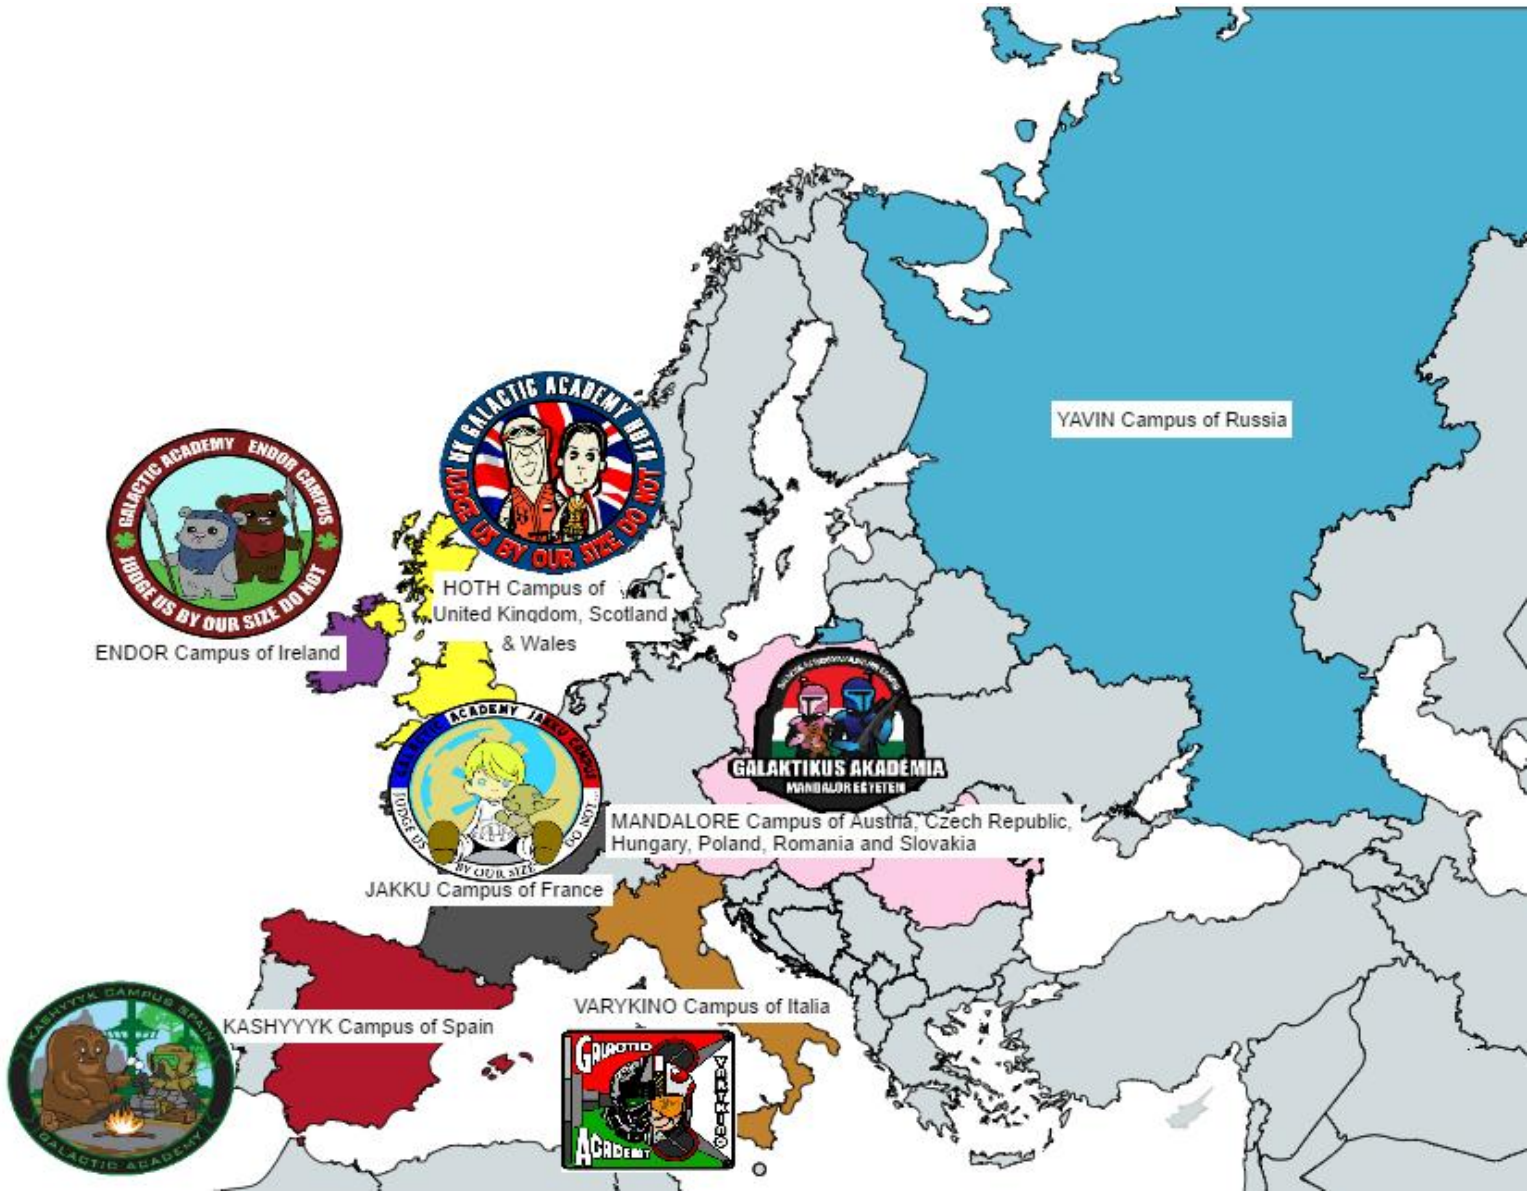 UK GALACTIC ACADEMY HOTH
JUDGE US BY OUR SIZE DO NOT
HOTH Campus of
United Kingdom, Scotland
& Wales
YAVIN Campus of Russia
GALACTIC ACADEMY ENDOR CAMPUS
JUDGE US BY OUR SIZE DO NOT
ENDOR Campus of Ireland
GALACTIC ACADEMY JAKKU CAMPUS
JUDGE US BY OUR SIZE DO NOT...
JAKKU Campus of France
GALAKTIKUS AKADÉMIA
MANDALOR EGYETEM
MANDALORE Campus of Austria, Czech Republic,
Hungary, Poland, Romania and Slovakia
KASHYYYK CAMPUS SPAIN
GALACTIC ACADEMY
KASHYYYK Campus of Spain
VARYKINO Campus of Italia
GALACTIC
ACADEMY
VARYKINO